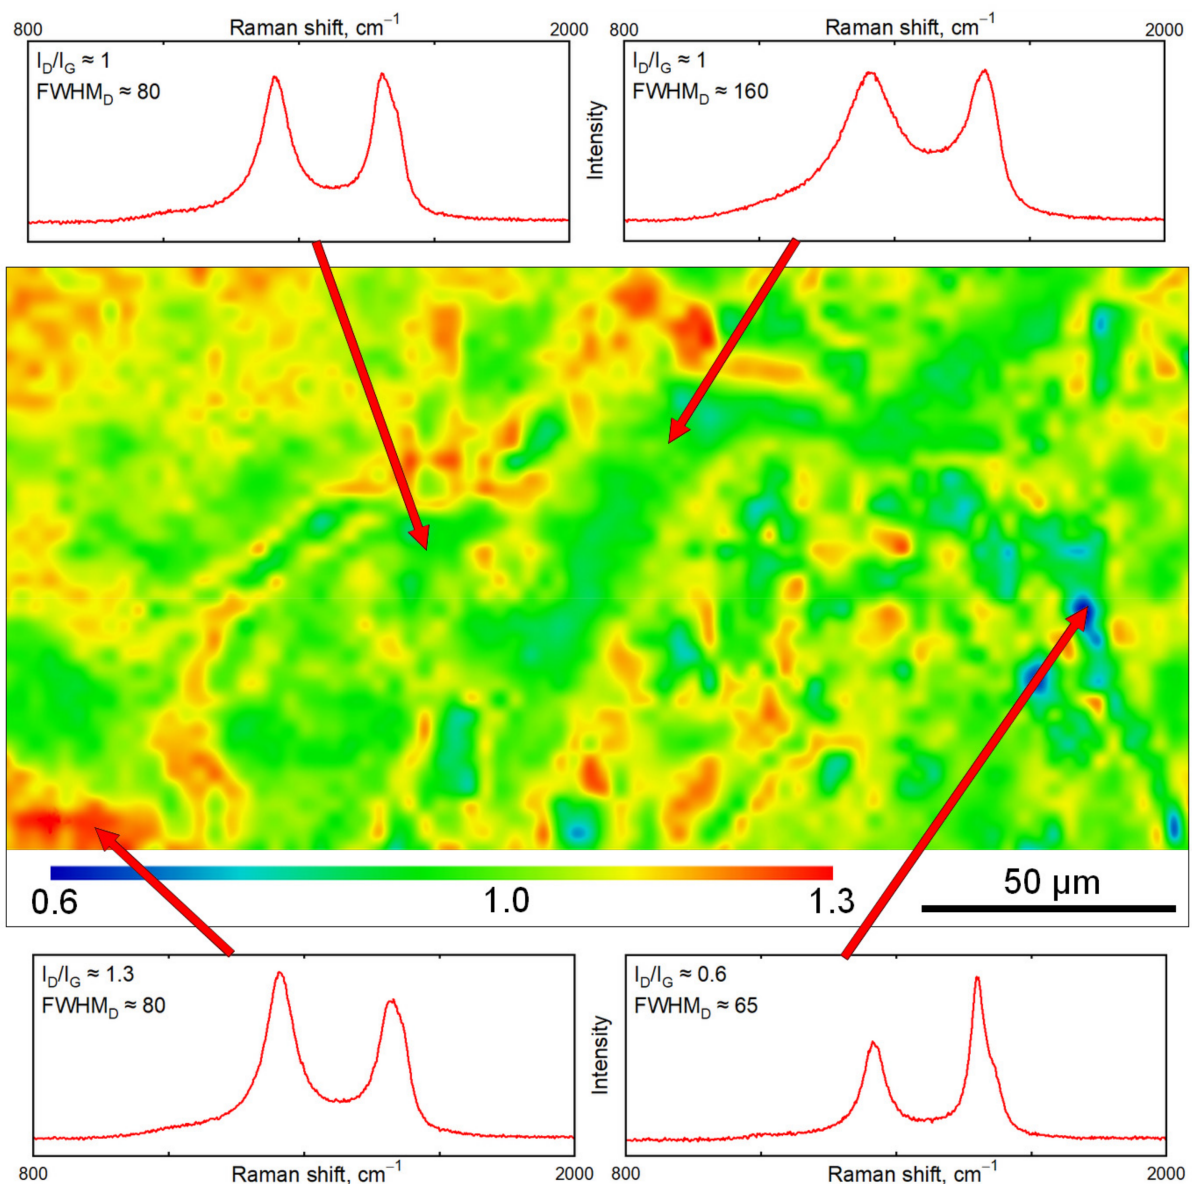 800 Raman shift, cm⁻¹ 2000
I_D/I_G ≈ 1
FWHM_D ≈ 80
800 Raman shift, cm⁻¹ 2000
I_D/I_G ≈ 1
FWHM_D ≈ 160
Intensity
0.6 1.0 1.3
50 µm
I_D/I_G ≈ 1.3
FWHM_D ≈ 80
800 Raman shift, cm⁻¹ 2000
I_D/I_G ≈ 0.6
FWHM_D ≈ 65
Intensity
800 Raman shift, cm⁻¹ 2000